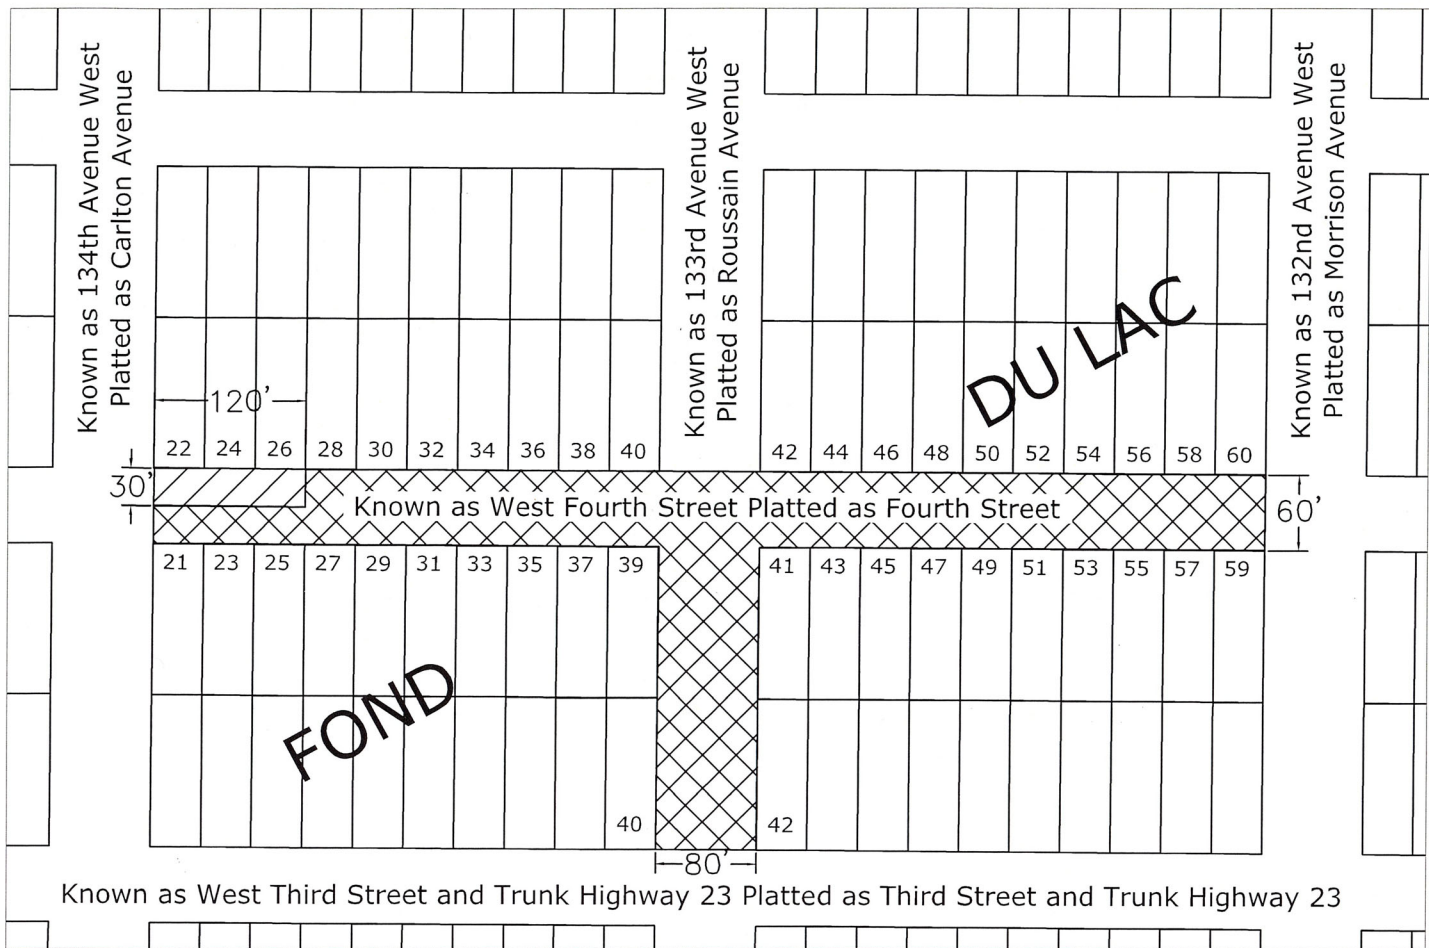 Known as 134th Avenue West
Platted as Carlton Avenue
Known as 133rd Avenue West
Platted as Roussain Avenue
Known as 132nd Avenue West
Platted as Morrison Avenue
DU LAC
120'
22 24 26 28 30 32 34 36 38 40 42 44 46 48 50 52 54 56 58 60
30'
Known as West Fourth Street Platted as Fourth Street
60'
21 23 25 27 29 31 33 35 37 39 41 43 45 47 49 51 53 55 57 59
FOND
40 42
80'
Known as West Third Street and Trunk Highway 23 Platted as Third Street and Trunk Highway 23